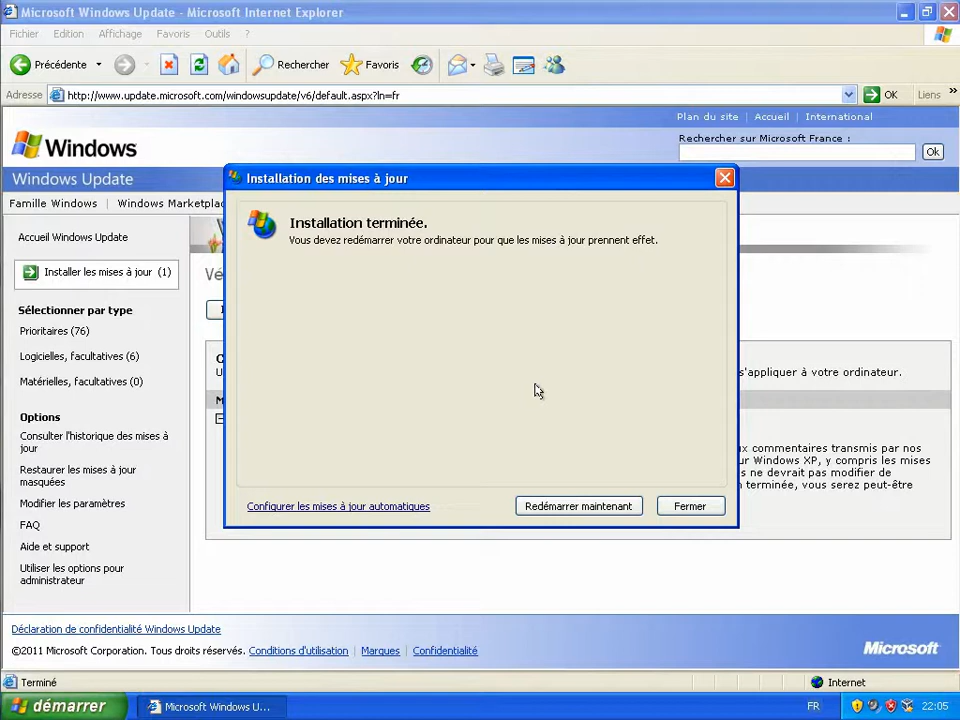 Microsoft Windows Update - Microsoft Internet Explorer
Fichier Edition Affichage Favoris Outils ?
Précédente Rechercher Favoris
Adresse http://www.update.microsoft.com/windowsupdate/v6/default.aspx?ln=fr OK Liens »
Plan du site | Accueil | International
Windows
Rechercher sur Microsoft France :
Ok
Windows Update
Famille Windows | Windows Marketplac
Accueil Windows Update
Installer les mises à jour (1)
Sélectionner par type
Prioritaires (76)
Logicielles, facultatives (6)
Matérielles, facultatives (0)
Options
Consulter l'historique des mises à
jour
Restaurer les mises à jour
masquées
Modifier les paramètres
FAQ
Aide et support
Utiliser les options pour
administrateur
Vé
s'appliquer à votre ordinateur.
x commentaires transmis par nos
ur Windows XP, y compris les mises
s ne devrait pas modifier de
n terminée, vous serez peut-être
Installation des mises à jour
Installation terminée.
Vous devez redémarrer votre ordinateur pour que les mises à jour prennent effet.
Configurer les mises à jour automatiques Redémarrer maintenant Fermer
Déclaration de confidentialité Windows Update
©2011 Microsoft Corporation. Tous droits réservés. Conditions d'utilisation | Marques | Confidentialité
Microsoft
Terminé Internet
démarrer Microsoft Windows U... FR 22:05